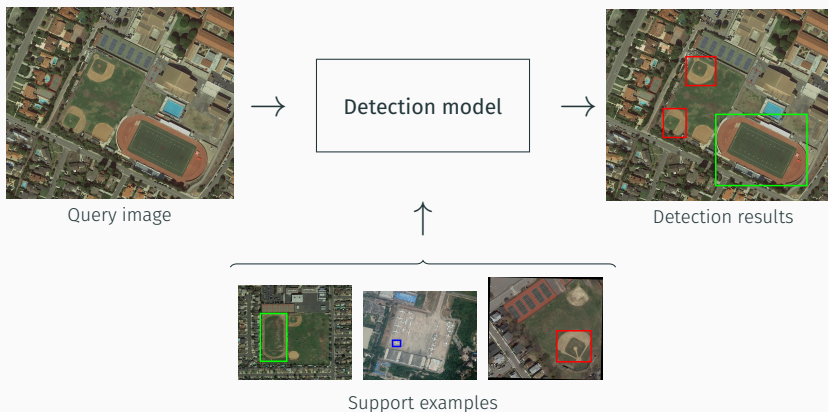 Detection model
Query image
Detection results
Support examples